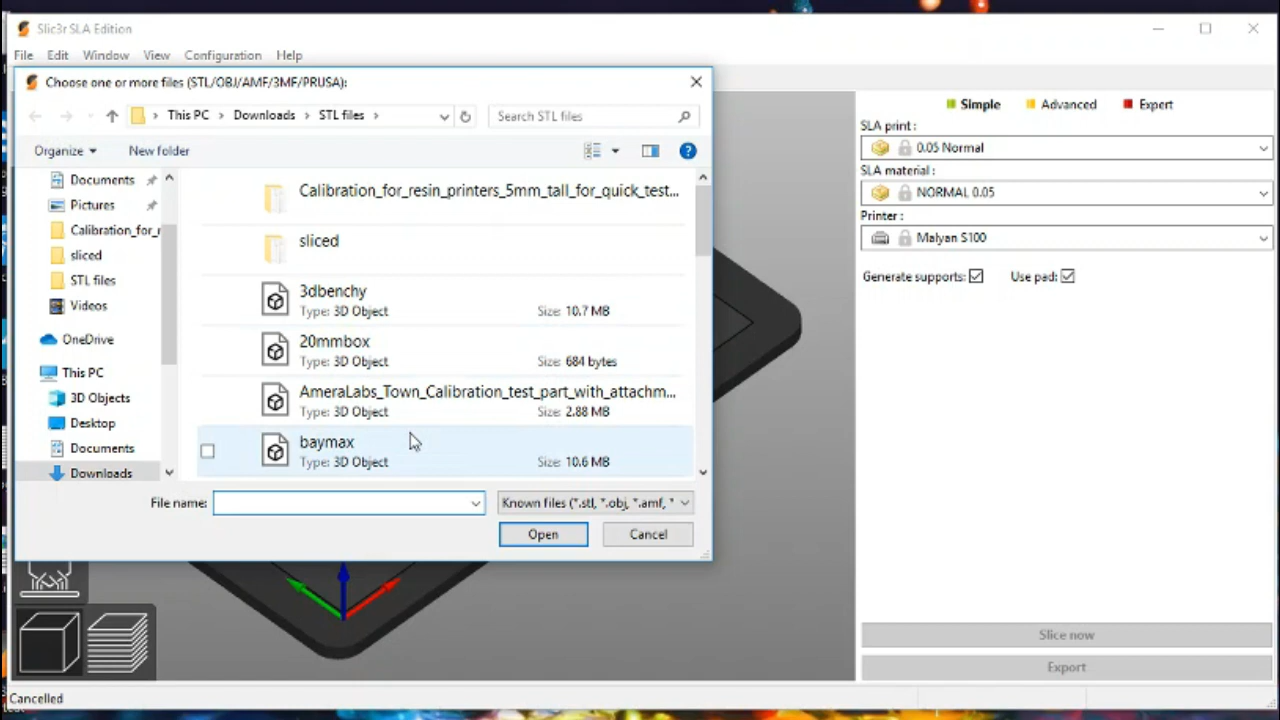 Slic3r SLA Edition
File Edit Window View Configuration Help
Choose one or more files (STL/OBJ/AMF/3MF/PRUSA):
This PC > Downloads > STL files >
Search STL files
Organize
New folder
Documents
Pictures
Calibration_for_r
sliced
STL files
Videos
OneDrive
This PC
3D Objects
Desktop
Documents
Downloads
Calibration_for_resin_printers_5mm_tall_for_quick_test...
sliced
3dbenchy
Type: 3D Object Size: 10.7 MB
20mmbox
Type: 3D Object Size: 684 bytes
AmeraLabs_Town_Calibration_test_part_with_attachm...
Type: 3D Object Size: 2.88 MB
baymax
Type: 3D Object Size: 10.6 MB
File name:
Known files (*.stl, *.obj, *.amf, *
Open
Cancel
Simple Advanced Expert
SLA print:
0.05 Normal
SLA material:
NORMAL 0.05
Printer:
Malyan S100
Generate supports: Use pad:
Slice now
Export
Cancelled